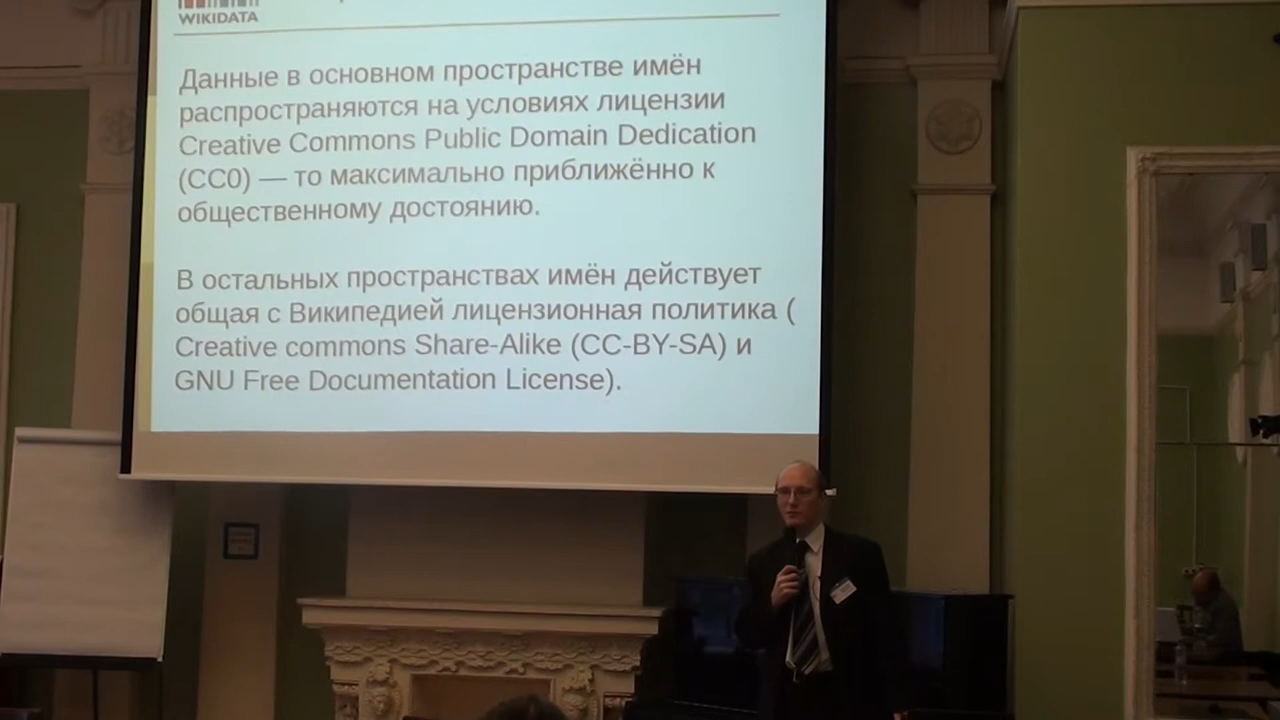 WIKIDATA
Данные в основном пространстве имён
распространяются на условиях лицензии
Creative Commons Public Domain Dedication
(CC0) — то максимально приближённо к
общественному достоянию.
В остальных пространствах имён действует
общая с Википедией лицензионная политика (
Creative commons Share-Alike (CC-BY-SA) и
GNU Free Documentation License).